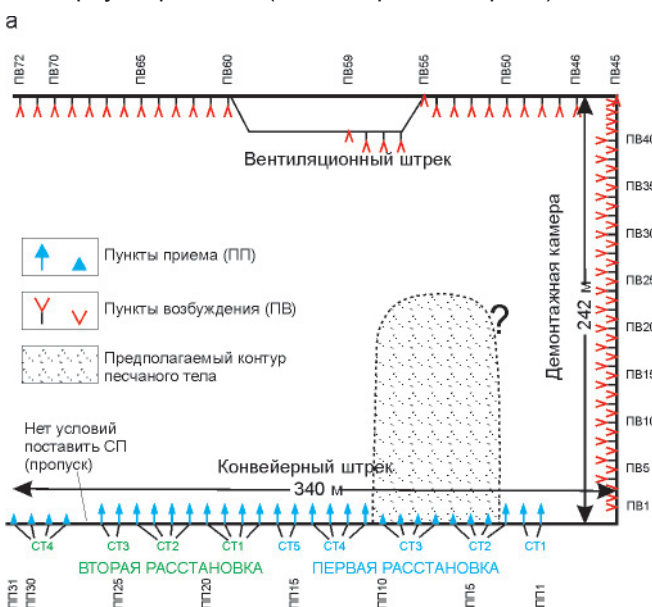 а
ПВ72
ПВ70
ПВ65
ПВ60
ПВ59
ПВ55
ПВ50
ПВ46
ПВ45
Вентиляционный штрек
ПВ40
ПВ35
ПВ30
ПВ25
ПВ20
ПВ15
ПВ10
ПВ5
ПВ1
Демонтажная камера
242 м
Пункты приема (ПП)
Пункты возбуждения (ПВ)
Предполагаемый контур
песчаного тела
?
Нет условий
поставить СП
(пропуск)
Конвейерный штрек
340 м
СТ4
СТ3
СТ2
СТ1
СТ5
СТ4
СТ3
СТ2
СТ1
ВТОРАЯ РАССТАНОВКА
ПЕРВАЯ РАССТАНОВКА
ПП31
ПП30
ПП25
ПП20
ПП15
ПП10
ПП5
ПП1